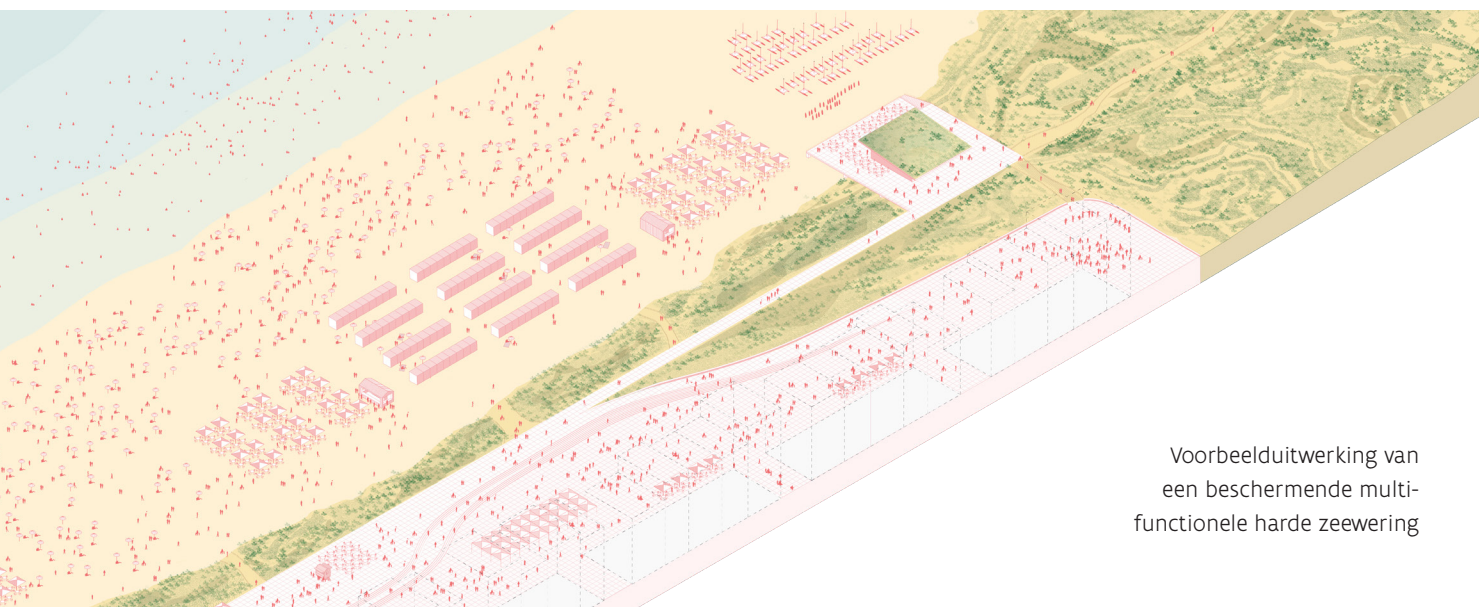 Voorbeelduitwerking van
een beschermende multi-
functionele harde zeewering